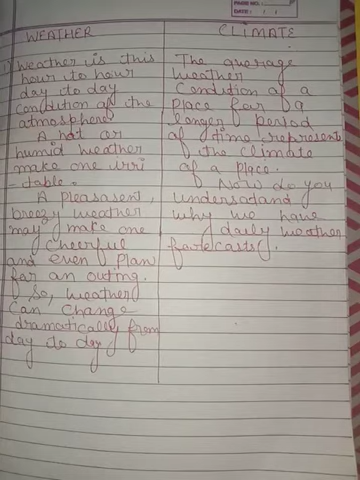 PAGE NO.:
DATE: / /
WEATHER
1) Weather is this
hour to hour
day to day
Condition of the
atmosphere
A hot or
humid weather
make one irri
-table.
A pleasasent,
breezy weather
may make one
cheerful
and even plan
for an outing.
So, weather
Can change
dramatically from
day to day
CLIMATE
The average
weather
Condition of a
Place for a
longer period
of time represent
the climate
of a place.
Now do you
undersatand
why we have
daily weather
forecasts?